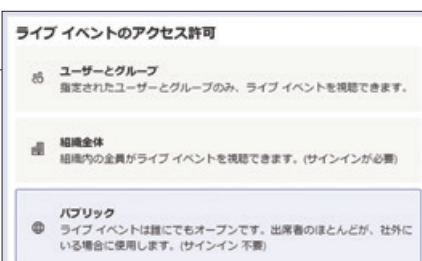 ライブ イベントのアクセス許可
ユーザーとグループ
指定されたユーザーとグループのみ、ライブ イベントを視聴できます。
組織全体
組織内の全員がライブ イベントを視聴できます。(サインインが必要)
パブリック
ライブ イベントは誰にでもオープンです。出席者のほとんどが、社外に
いる場合に使用します。(サインイン 不要)